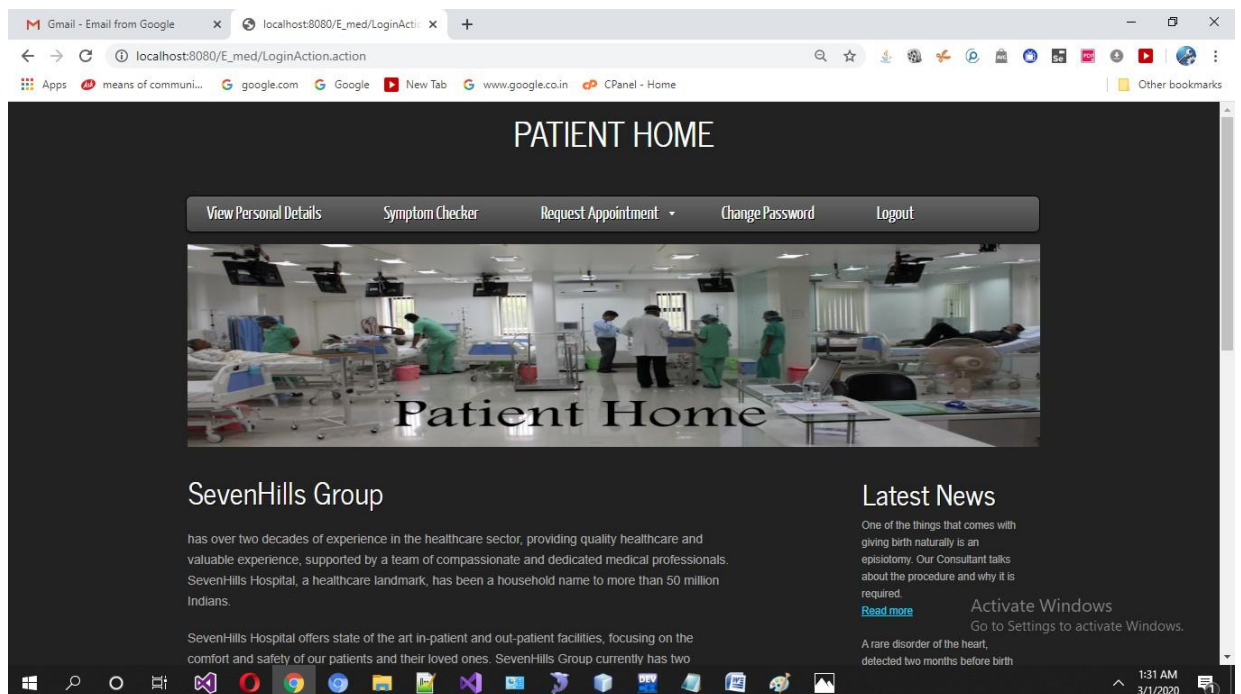 Gmail - Email from Google
localhost:8080/E_med/LoginActi
localhost:8080/E_med/LoginAction.action
Apps
means of communi...
google.com
Google
New Tab
www.google.co.in
CPanel - Home
Other bookmarks
PATIENT HOME
View Personal Details
Symptom Checker
Request Appointment
Change Password
Logout
Patient Home
SevenHills Group
has over two decades of experience in the healthcare sector, providing quality healthcare and
valuable experience, supported by a team of compassionate and dedicated medical professionals.
SevenHills Hospital, a healthcare landmark, has been a household name to more than 50 million
Indians.
SevenHills Hospital offers state of the art in-patient and out-patient facilities, focusing on the
comfort and safety of our patients and their loved ones. SevenHills Group currently has two
Latest News
One of the things that comes with
giving birth naturally is an
episiotomy. Our Consultant talks
about the procedure and why it is
required.
Read more
A rare disorder of the heart,
detected two months before birth
Activate Windows
Go to Settings to activate Windows.
1:31 AM
3/1/2020